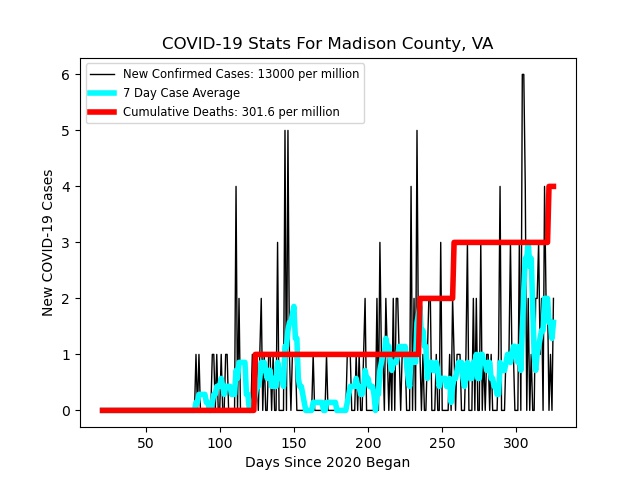 COVID-19 Stats For Madison County, VA
New Confirmed Cases: 13000 per million
7 Day Case Average
Cumulative Deaths: 301.6 per million
New COVID-19 Cases
6
5
4
3
2
1
0
50 100 150 200 250 300
Days Since 2020 Began